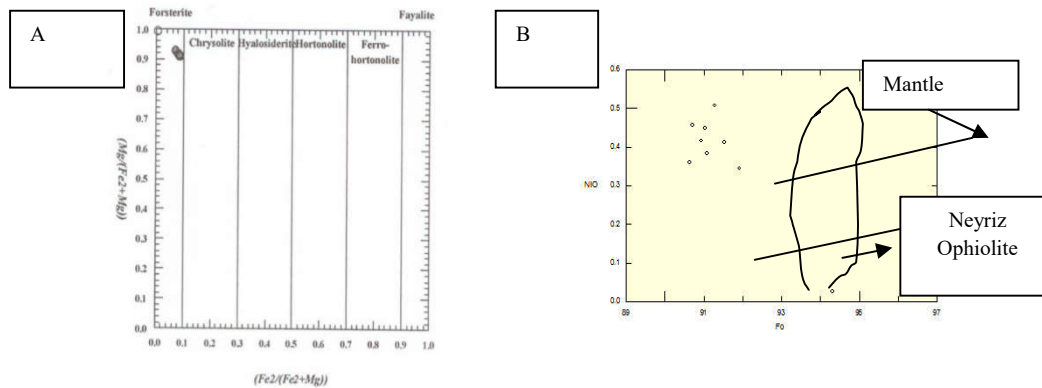 A
Forsterite
Fayalite
Chrysolite
Hyalosiderite
Hortonolite
Ferro-
hortonolite
1,0
0,9
0,8
0,7
0,6
0,5
0,4
0,3
0,2
0,1
0,0
(Mg/(Fe2+Mg))
0,0 0,1 0,2 0,3 0,4 0,5 0,6 0,7 0,8 0,9 1,0
(Fe2/(Fe2+Mg))
B
Mantle
Neyriz
Ophiolite
0.6
0.5
0.4
0.3
0.2
0.1
0.0
NIO
89 91 93 95 97
Fo